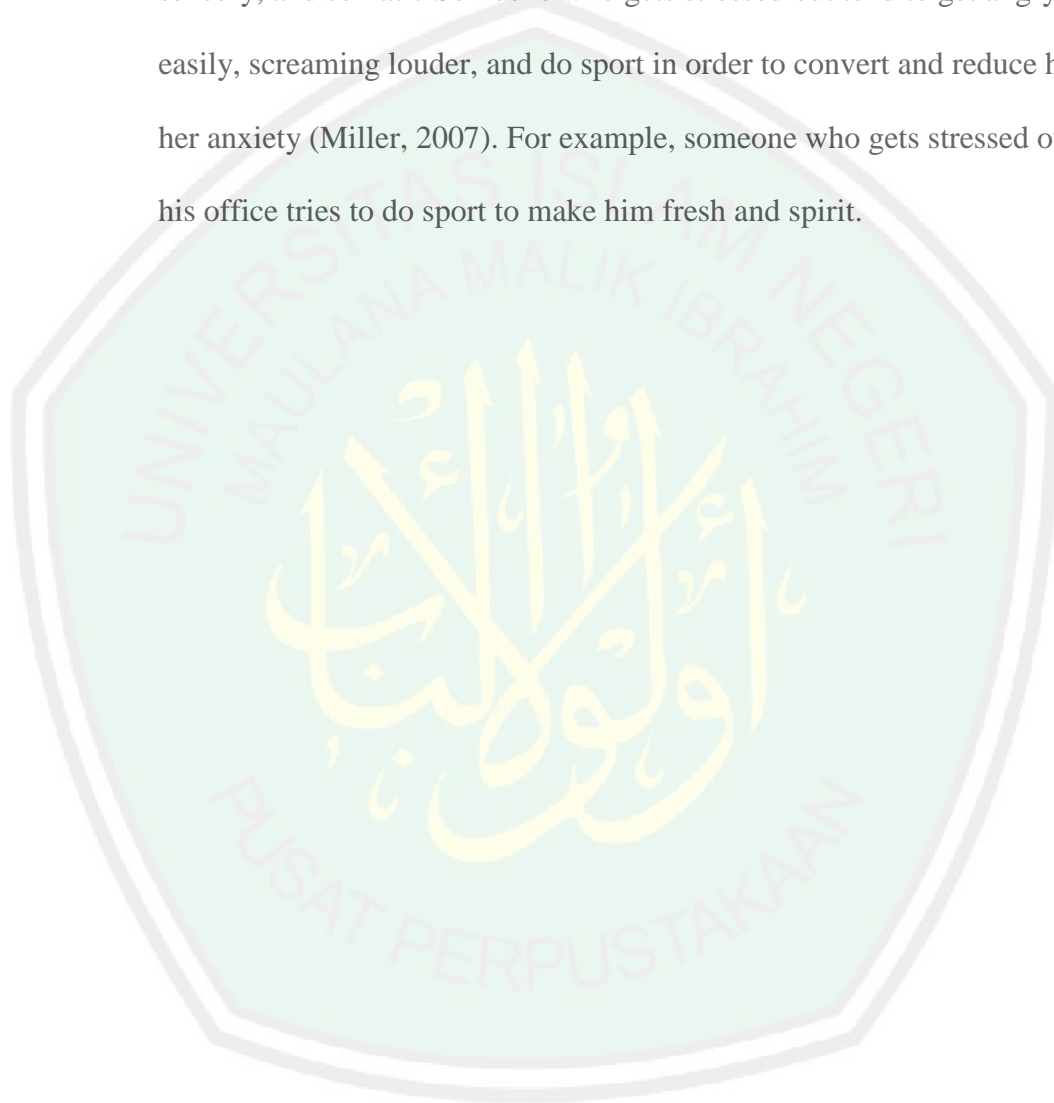 easily, screaming louder, and do sport in order to convert and reduce
her anxiety (Miller, 2007). For example, someone who gets stressed
his office tries to do sport to make him fresh and spirit.
UNIVERSITAS ISLAM NEGERI
MAULANA MALIK IBRAHIM
أولوا الألباب
PUSAT PERPUSTAKAAN